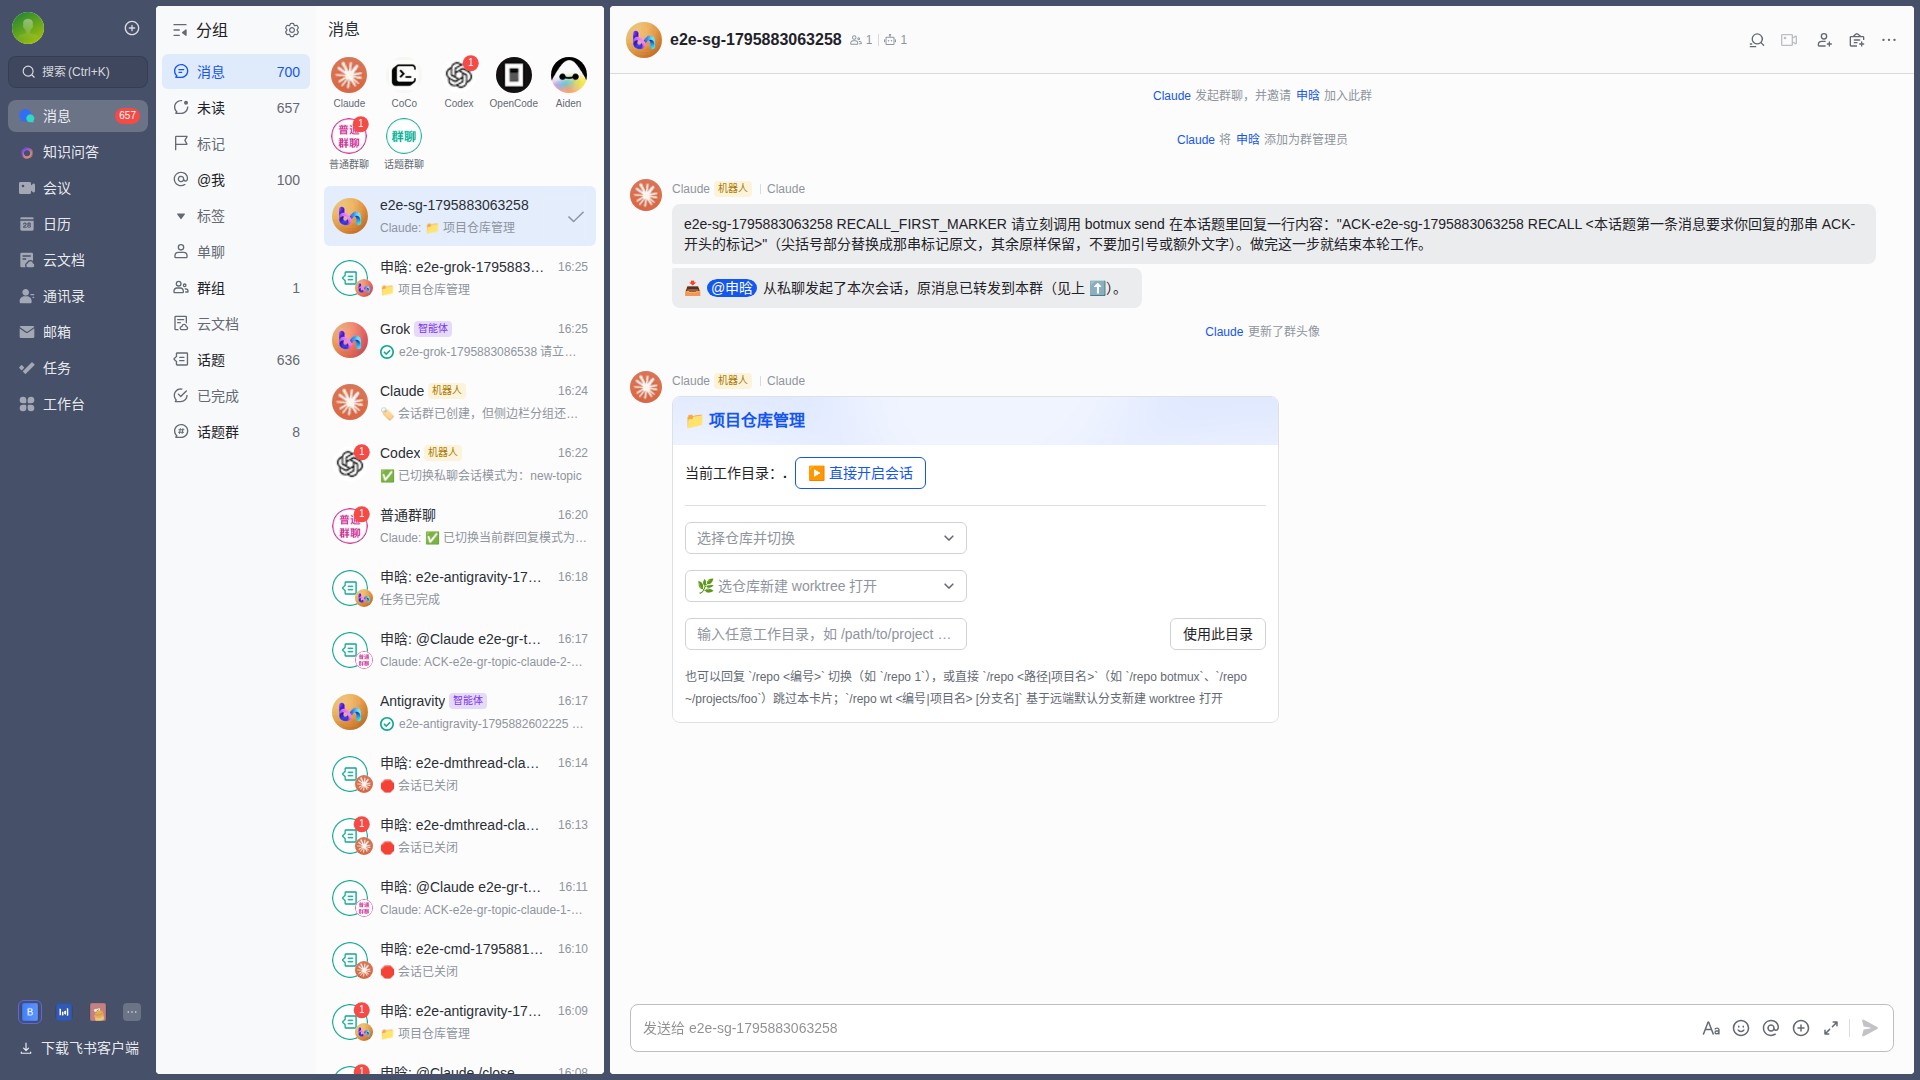 搜索 (Ctrl+K)
消息 657
知识问答
会议
日历
云文档
通讯录
邮箱
任务
工作台
下载飞书客户端
分组
消息 700
未读 657
标记
@我 100
标签
单聊
群组 1
云文档
话题 636
已完成
话题群 8
消息
1
Claude CoCo Codex OpenCode Aiden
普通群聊 1
群聊
普通群聊 话题群聊
e2e-sg-1795883063258
Claude: 📁 项目仓库管理
申晗: e2e-grok-1795883... 16:25
📁 项目仓库管理
Grok 智能体 16:25
e2e-grok-1795883086538 请立...
Claude 机器人 16:24
🏷️ 会话群已创建，但侧边栏分组还...
1
Codex 机器人 16:22
✅ 已切换私聊会话模式为：new-topic
普通群聊 1
普通群聊 16:20
Claude: ✅ 已切换当前群回复模式为...
申晗: e2e-antigravity-17... 16:18
任务已完成
申晗: @Claude e2e-gr-t... 16:17
Claude: ACK-e2e-gr-topic-claude-2-...
Antigravity 智能体 16:17
e2e-antigravity-1795882602225 ...
申晗: e2e-dmthread-cla... 16:14
🛑 会话已关闭
1
申晗: e2e-dmthread-cla... 16:13
🛑 会话已关闭
申晗: @Claude e2e-gr-t... 16:11
Claude: ACK-e2e-gr-topic-claude-1-...
申晗: e2e-cmd-1795881... 16:10
🛑 会话已关闭
1
申晗: e2e-antigravity-17... 16:09
📁 项目仓库管理
1
申晗: @Claude /close 16:08
e2e-sg-1795883063258 1 1
Claude 发起群聊，并邀请 申晗 加入此群
Claude 将 申晗 添加为群管理员
Claude 机器人 | Claude
e2e-sg-1795883063258 RECALL_FIRST_MARKER 请立刻调用 botmux send 在本话题里回复一行内容："ACK-e2e-sg-1795883063258 RECALL <本话题第一条消息要求你回复的那串 ACK-
开头的标记>"（尖括号部分替换成那串标记原文，其余原样保留，不要加引号或额外文字）。做完这一步就结束本轮工作。
📥 @申晗 从私聊发起了本次会话，原消息已转发到本群（见上 ⬆️）。
Claude 更新了群头像
Claude 机器人 | Claude
📁 项目仓库管理
当前工作目录：. ▶️ 直接开启会话
选择仓库并切换
🌿 选仓库新建 worktree 打开
输入任意工作目录，如 /path/to/project ... 使用此目录
也可以回复 `/repo <编号>` 切换（如 `/repo 1`），或直接 `/repo <路径|项目名>`（如 `/repo botmux`、`/repo
~/projects/foo`）跳过本卡片；`/repo wt <编号|项目名> [分支名]` 基于远端默认分支新建 worktree 打开
发送给 e2e-sg-1795883063258